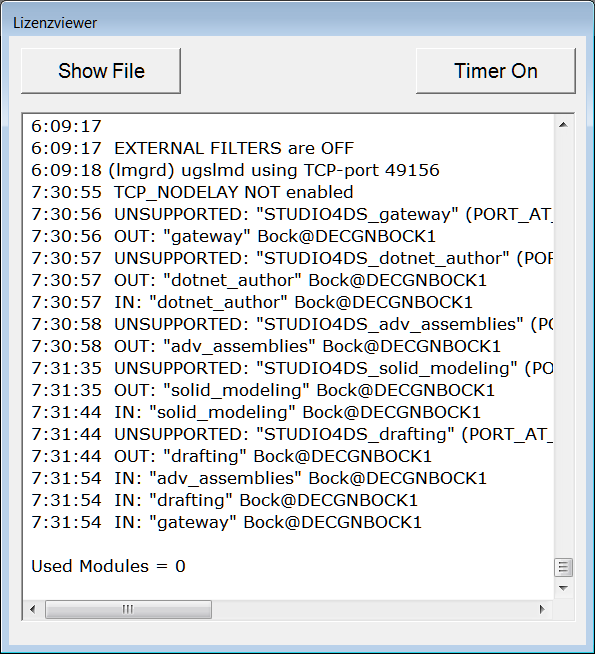 Lizenzviewer
Show File
Timer On
6:09:17
6:09:17  EXTERNAL FILTERS are OFF
6:09:18 (lmgrd) ugslmd using TCP-port 49156
7:30:55  TCP_NODELAY NOT enabled
7:30:56  UNSUPPORTED: "STUDIO4DS_gateway" (PORT_AT_
7:30:56  OUT: "gateway" Bock@DECGNBOCK1
7:30:57  UNSUPPORTED: "STUDIO4DS_dotnet_author" (POR
7:30:57  OUT: "dotnet_author" Bock@DECGNBOCK1
7:30:57  IN: "dotnet_author" Bock@DECGNBOCK1
7:30:58  UNSUPPORTED: "STUDIO4DS_adv_assemblies" (PO
7:30:58  OUT: "adv_assemblies" Bock@DECGNBOCK1
7:31:35  UNSUPPORTED: "STUDIO4DS_solid_modeling" (PO
7:31:35  OUT: "solid_modeling" Bock@DECGNBOCK1
7:31:44  IN: "solid_modeling" Bock@DECGNBOCK1
7:31:44  UNSUPPORTED: "STUDIO4DS_drafting" (PORT_AT_
7:31:44  OUT: "drafting" Bock@DECGNBOCK1
7:31:54  IN: "adv_assemblies" Bock@DECGNBOCK1
7:31:54  IN: "drafting" Bock@DECGNBOCK1
7:31:54  IN: "gateway" Bock@DECGNBOCK1
Used Modules = 0